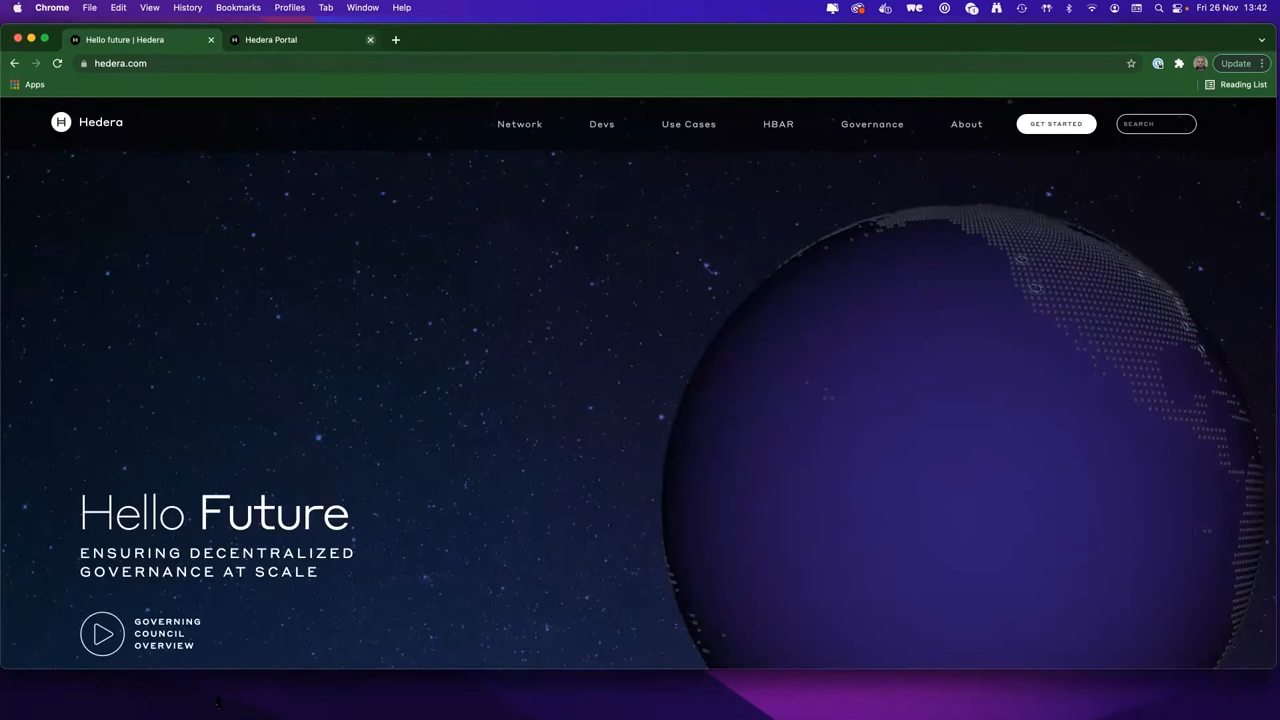 Chrome File Edit View History Bookmarks Profiles Tab Window Help Fri 26 Nov 13:42
Hello future | Hedera Hedera Portal
hedera.com Update
Apps Reading List
H Hedera Network Devs Use Cases HBAR Governance About GET STARTED SEARCH
Hello Future
ENSURING DECENTRALIZED
GOVERNANCE AT SCALE
GOVERNING
COUNCIL
OVERVIEW